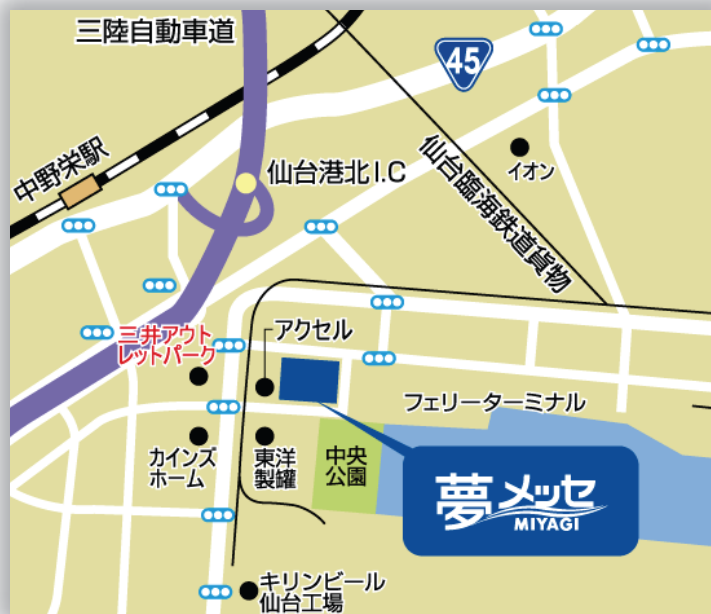 三陸自動車道
45
中野栄駅
仙台港北I.C
イオン
仙台臨海鉄道貨物
アクセル
三井アウト
レットパーク
フェリーターミナル
カインズ
ホーム
東洋
製罐
中央
公園
夢メッセ
MIYAGI
キリンビール
仙台工場